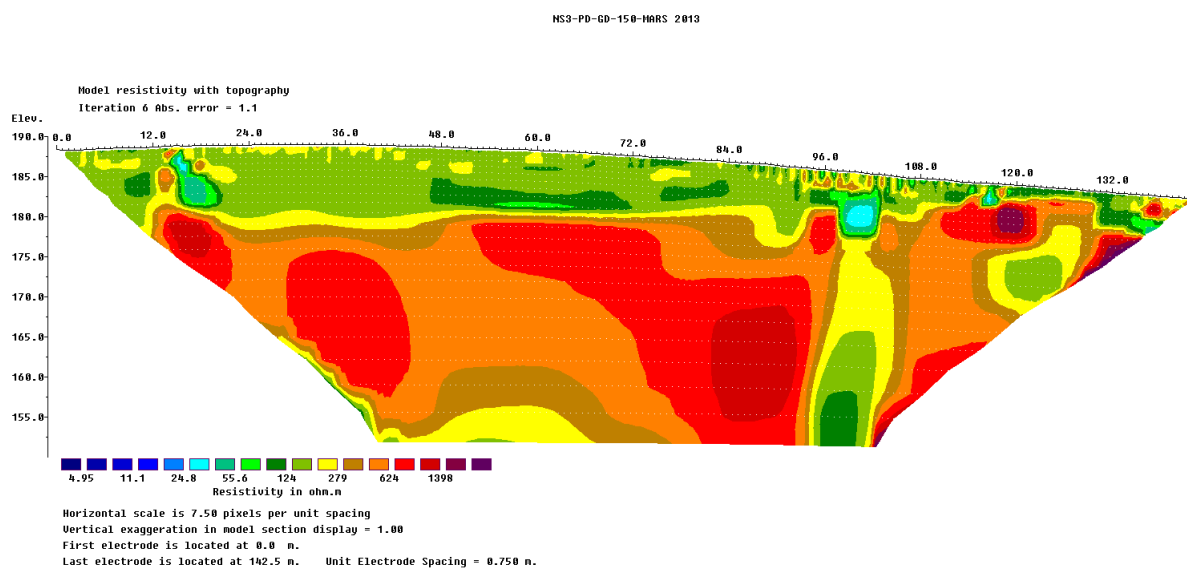 NS3-PD-GD-150-MARS 2013
Model resistivity with topography
Iteration 6 Abs. error = 1.1
Elev.
190.0
0.0 12.0 24.0 36.0 48.0 60.0 72.0 84.0 96.0 108.0 120.0 132.0
185.0
180.0
175.0
170.0
165.0
160.0
155.0
4.95 11.1 24.8 55.6 124 279 624 1398
Resistivity in ohm.m
Horizontal scale is 7.50 pixels per unit spacing
Vertical exaggeration in model section display = 1.00
First electrode is located at 0.0 m.
Last electrode is located at 142.5 m. Unit Electrode Spacing = 0.750 m.